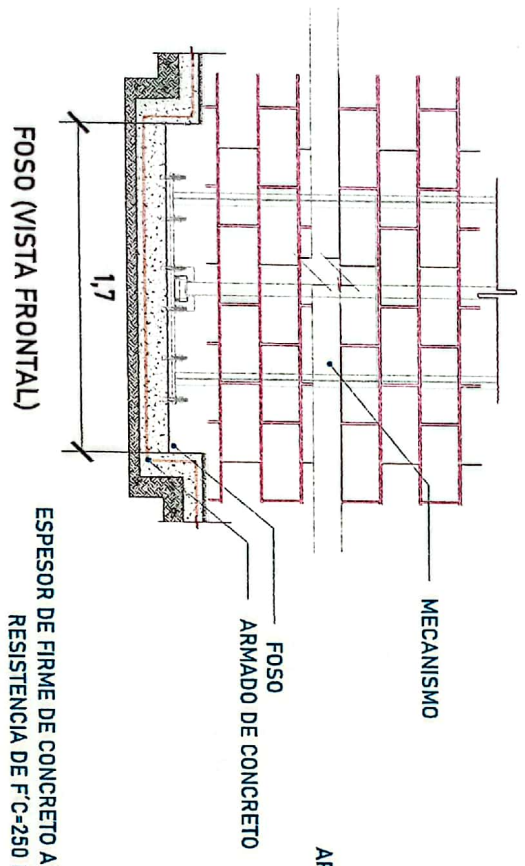 MECANISMO
FOSO
ARMADO DE CONCRETO
1,7
FOSO (VISTA FRONTAL)
ESPESOR DE FIRME DE CONCRETO A
RESISTENCIA DE F'C=250